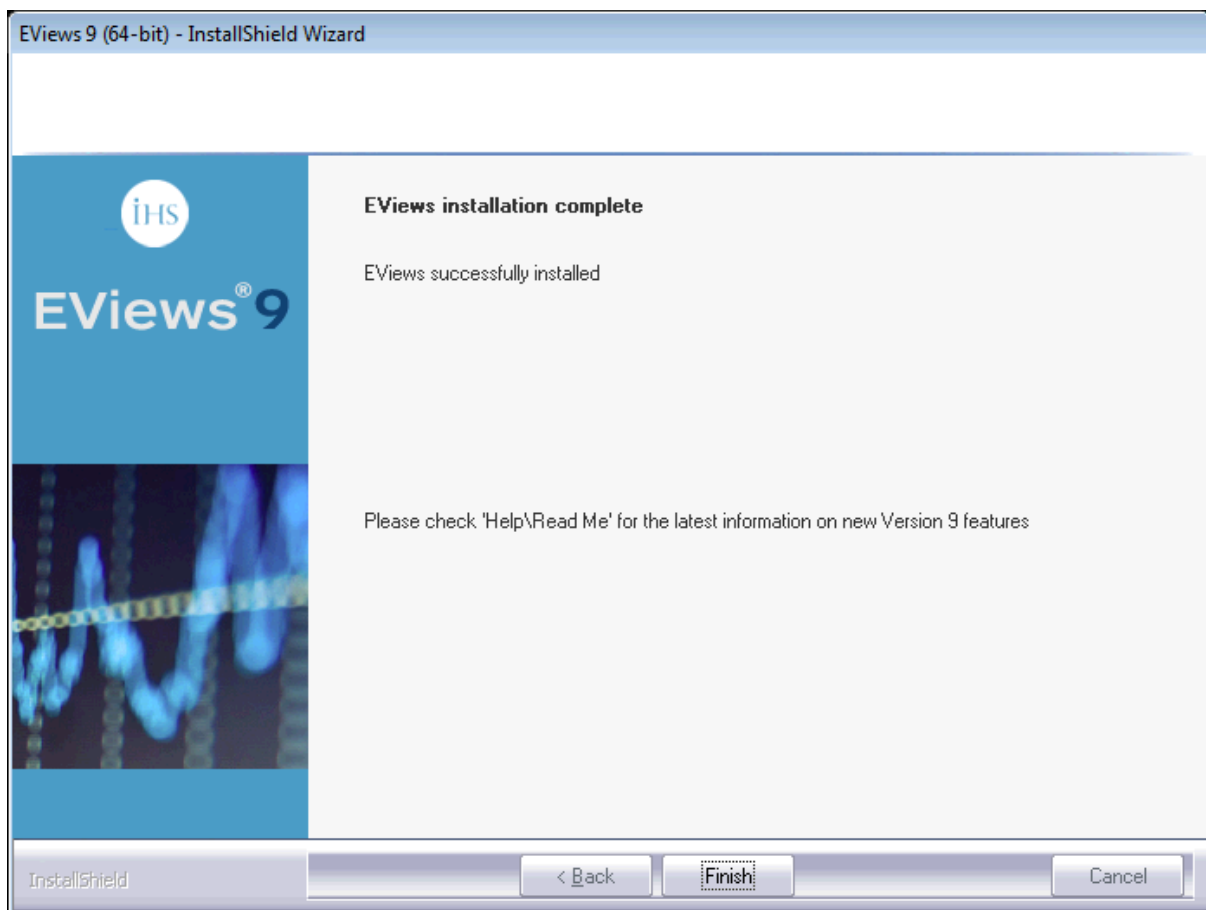 EViews 9 (64-bit) - InstallShield Wizard
iHS
EViews®9
EViews installation complete
EViews successfully installed
Please check 'Help\Read Me' for the latest information on new Version 9 features
InstallShield
< Back
Finish
Cancel